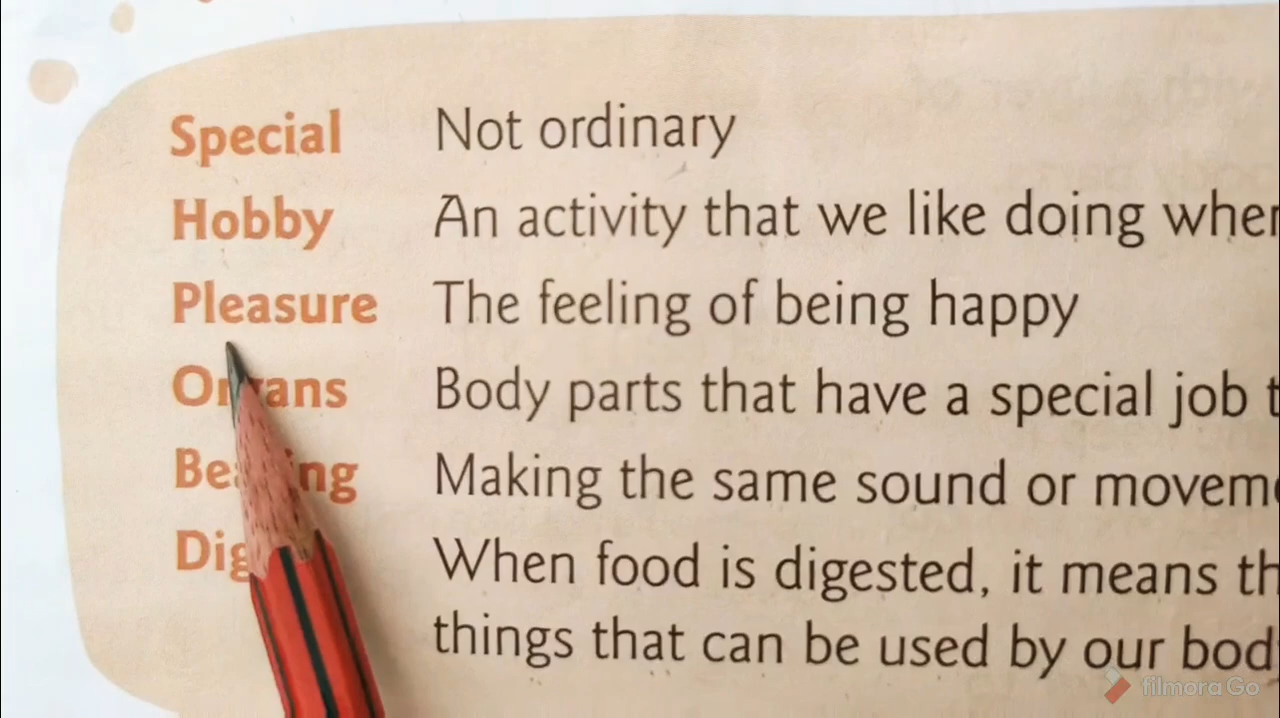 Special Not ordinary
Hobby An activity that we like doing
Pleasure The feeling of being happy
Body parts that have a special job
Making the same sound or
When food is digested, it means
things that can be used by our
filmora Go